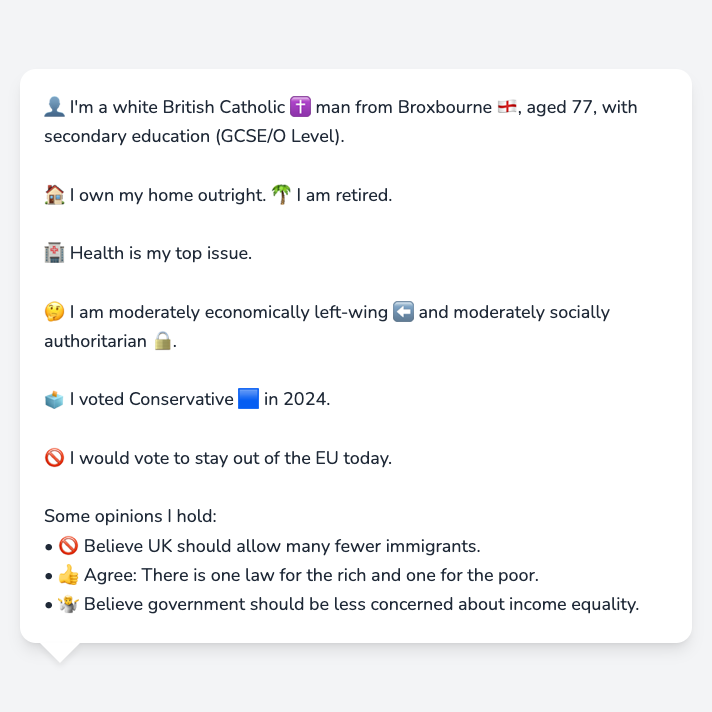 👤 I'm a white British Catholic ✝️ man from Broxbourne 🏴󠁧󠁢󠁥󠁮󠁧󠁿, aged 77, with
secondary education (GCSE/O Level).
🏠 I own my home outright. 🌴 I am retired.
🏥 Health is my top issue.
🤔 I am moderately economically left-wing ⬅️ and moderately socially
authoritarian 🔒.
🗳️ I voted Conservative 🟦 in 2024.
🚫 I would vote to stay out of the EU today.
Some opinions I hold:
• 🚫 Believe UK should allow many fewer immigrants.
• 👍 Agree: There is one law for the rich and one for the poor.
• 🤷 Believe government should be less concerned about income equality.